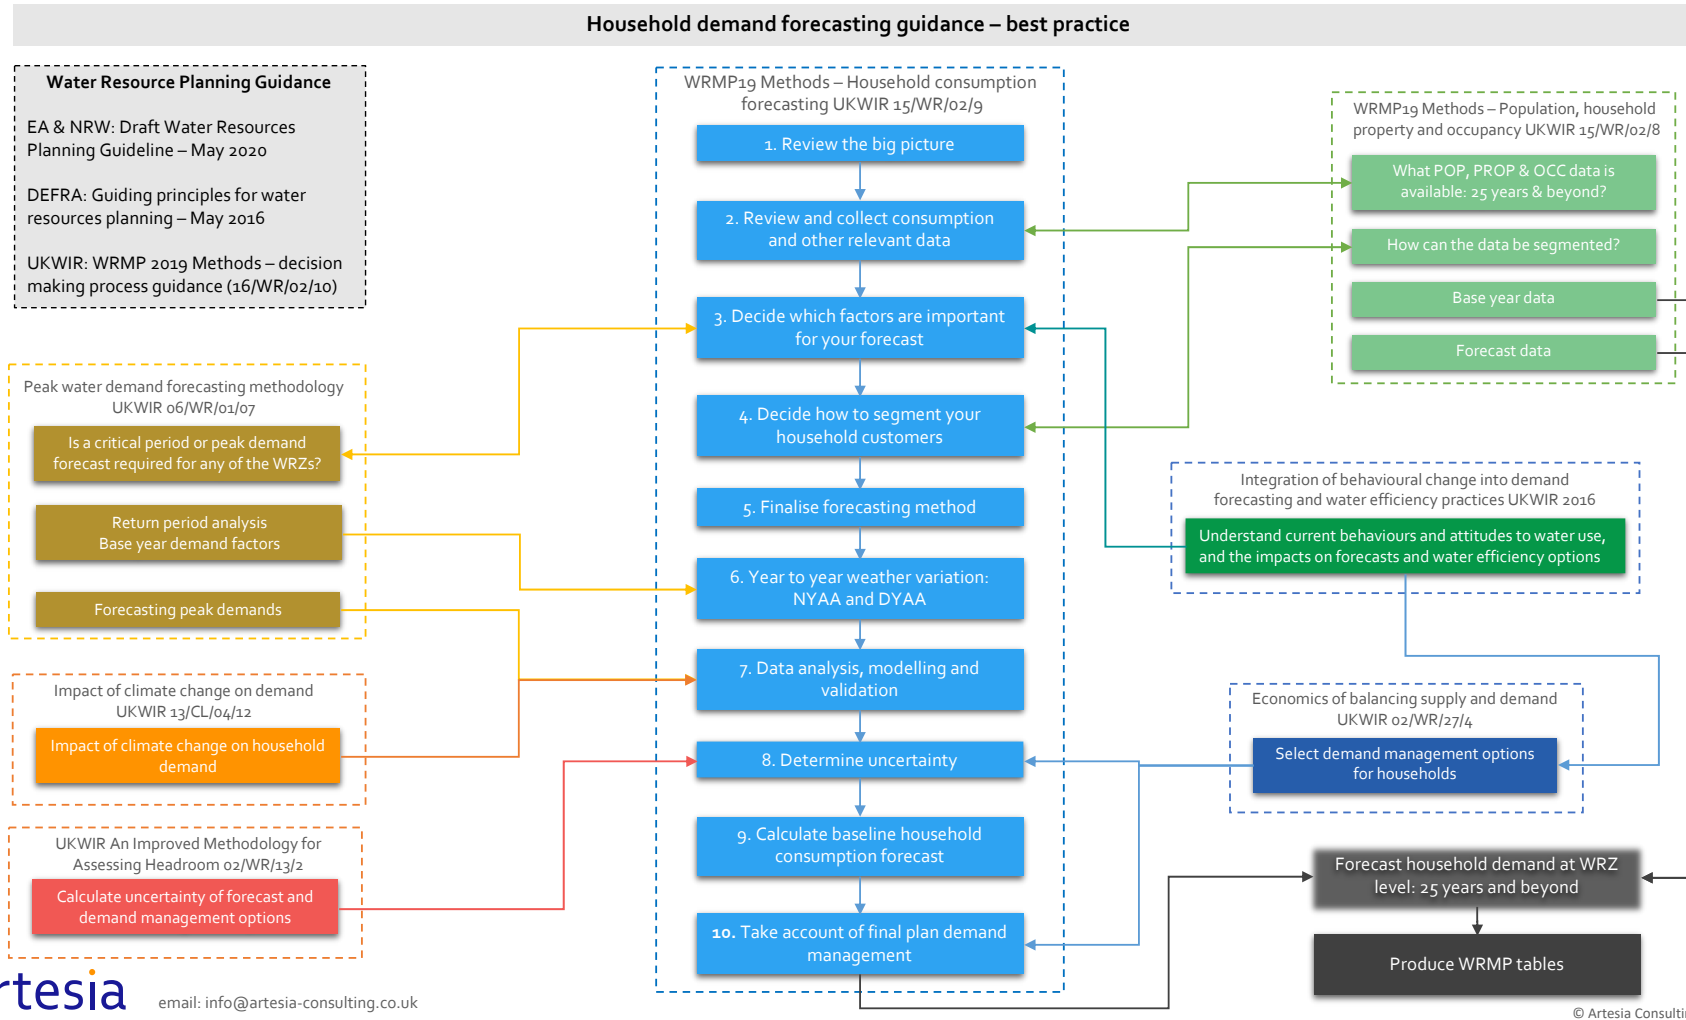 Household demand forecasting guidance – best practice
Water Resource Planning Guidance
EA & NRW: Draft Water Resources
Planning Guideline – May 2020
DEFRA: Guiding principles for water
resources planning – May 2016
UKWIR: WRMP 2019 Methods – decision
making process guidance (16/WR/02/10)
Peak water demand forecasting methodology
UKWIR 06/WR/01/07
Is a critical period or peak demand
forecast required for any of the WRZs?
Return period analysis
Base year demand factors
Forecasting peak demands
Impact of climate change on demand
UKWIR 13/CL/04/12
Impact of climate change on household
demand
UKWIR An Improved Methodology for
Assessing Headroom 02/WR/13/2
Calculate uncertainty of forecast and
demand management options
WRMP19 Methods – Household consumption
forecasting UKWIR 15/WR/02/9
1. Review the big picture
2. Review and collect consumption
and other relevant data
3. Decide which factors are important
for your forecast
4. Decide how to segment your
household customers
5. Finalise forecasting method
6. Year to year weather variation:
NYAA and DYAA
7. Data analysis, modelling and
validation
8. Determine uncertainty
9. Calculate baseline household
consumption forecast
10. Take account of final plan demand
management
WRMP19 Methods – Population, household
property and occupancy UKWIR 15/WR/02/8
What POP, PROP & OCC data is
available: 25 years & beyond?
How can the data be segmented?
Base year data
Forecast data
Integration of behavioural change into demand
forecasting and water efficiency practices UKWIR 2016
Understand current behaviours and attitudes to water use,
and the impacts on forecasts and water efficiency options
Economics of balancing supply and demand
UKWIR 02/WR/27/4
Select demand management options
for households
Forecast household demand at WRZ
level: 25 years and beyond
Produce WRMP tables
rtesia
email: info@artesia-consulting.co.uk
© Artesia Consultin